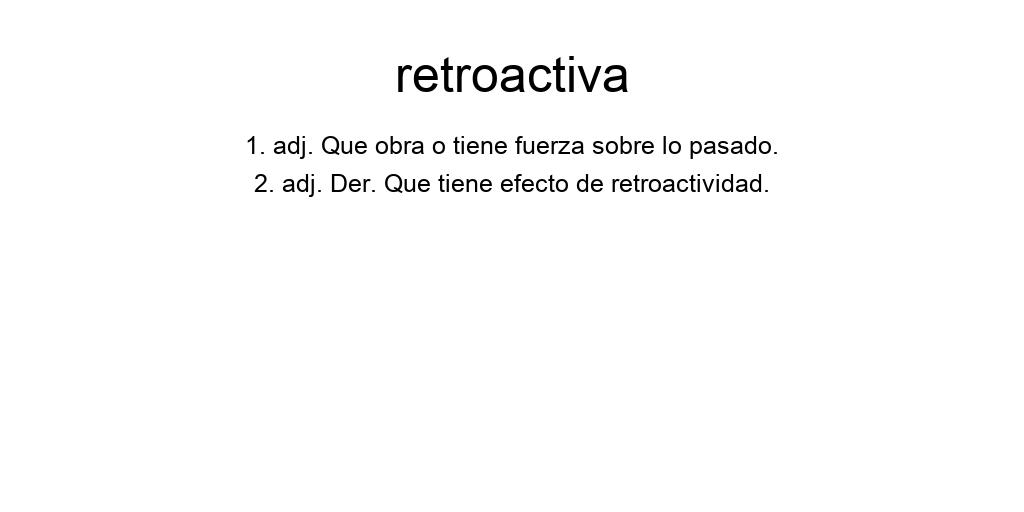 retroactiva
1. adj. Que obra o tiene fuerza sobre lo pasado.
2. adj. Der. Que tiene efecto de retroactividad.